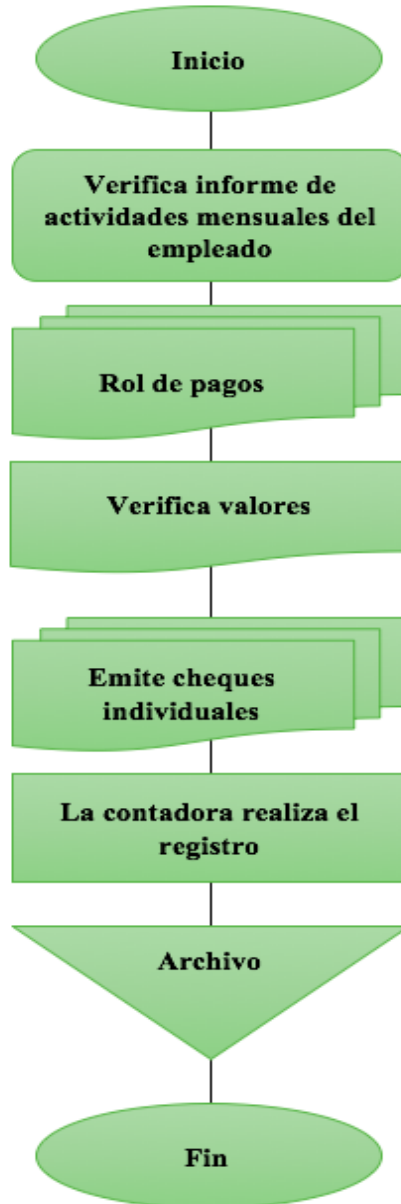 Inicio
Verifica informe de
actividades mensuales del
empleado
Rol de pagos
Verifica valores
Emite cheques
individuales
La contadora realiza el
registro
Archivo
Fin